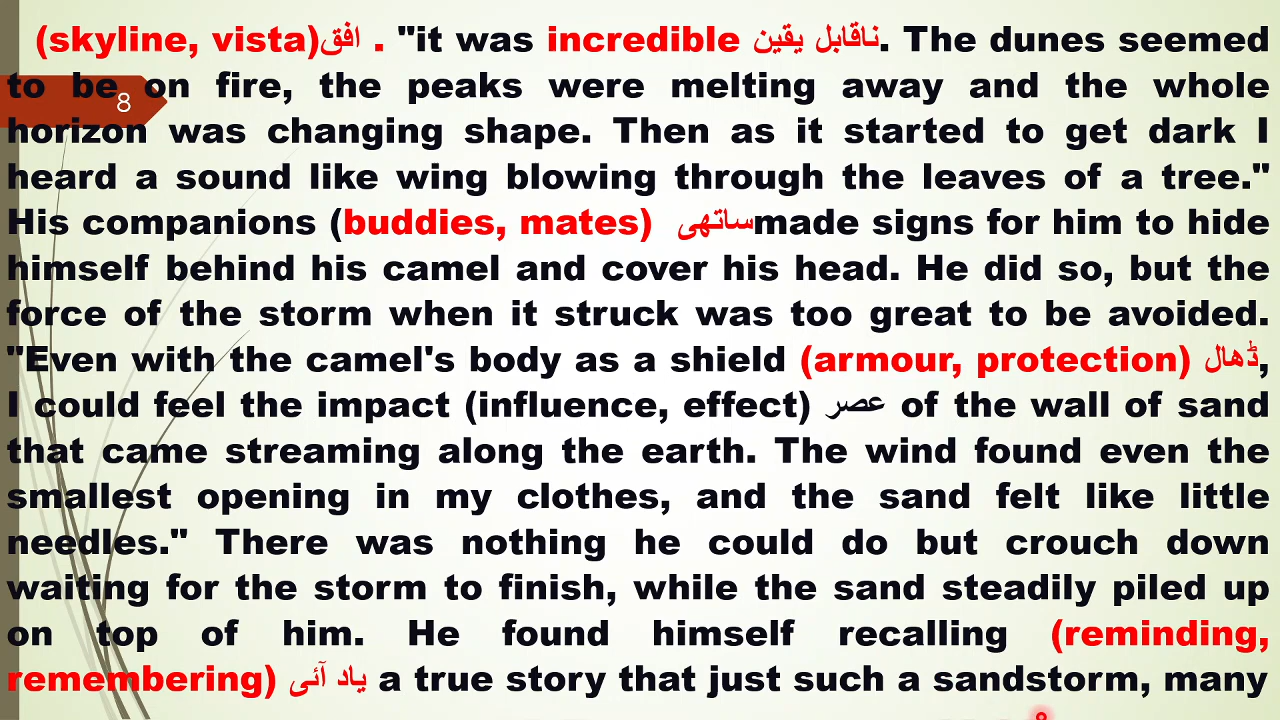 (skyline, vista)افق . "it was incredible ناقابل یقین. The dunes seemed
to be on fire, the peaks were melting away and the whole
8
horizon was changing shape. Then as it started to get dark I
heard a sound like wing blowing through the leaves of a tree."
His companions (buddies, mates) ساتھیmade signs for him to hide
himself behind his camel and cover his head. He did so, but the
force of the storm when it struck was too great to be avoided.
"Even with the camel's body as a shield (armour, protection) ڈھال,
I could feel the impact (influence, effect) عصر of the wall of sand
that came streaming along the earth. The wind found even the
smallest opening in my clothes, and the sand felt like little
needles." There was nothing he could do but crouch down
waiting for the storm to finish, while the sand steadily piled up
on top of him. He found himself recalling (reminding,
remembering) یاد آئی a true story that just such a sandstorm, many